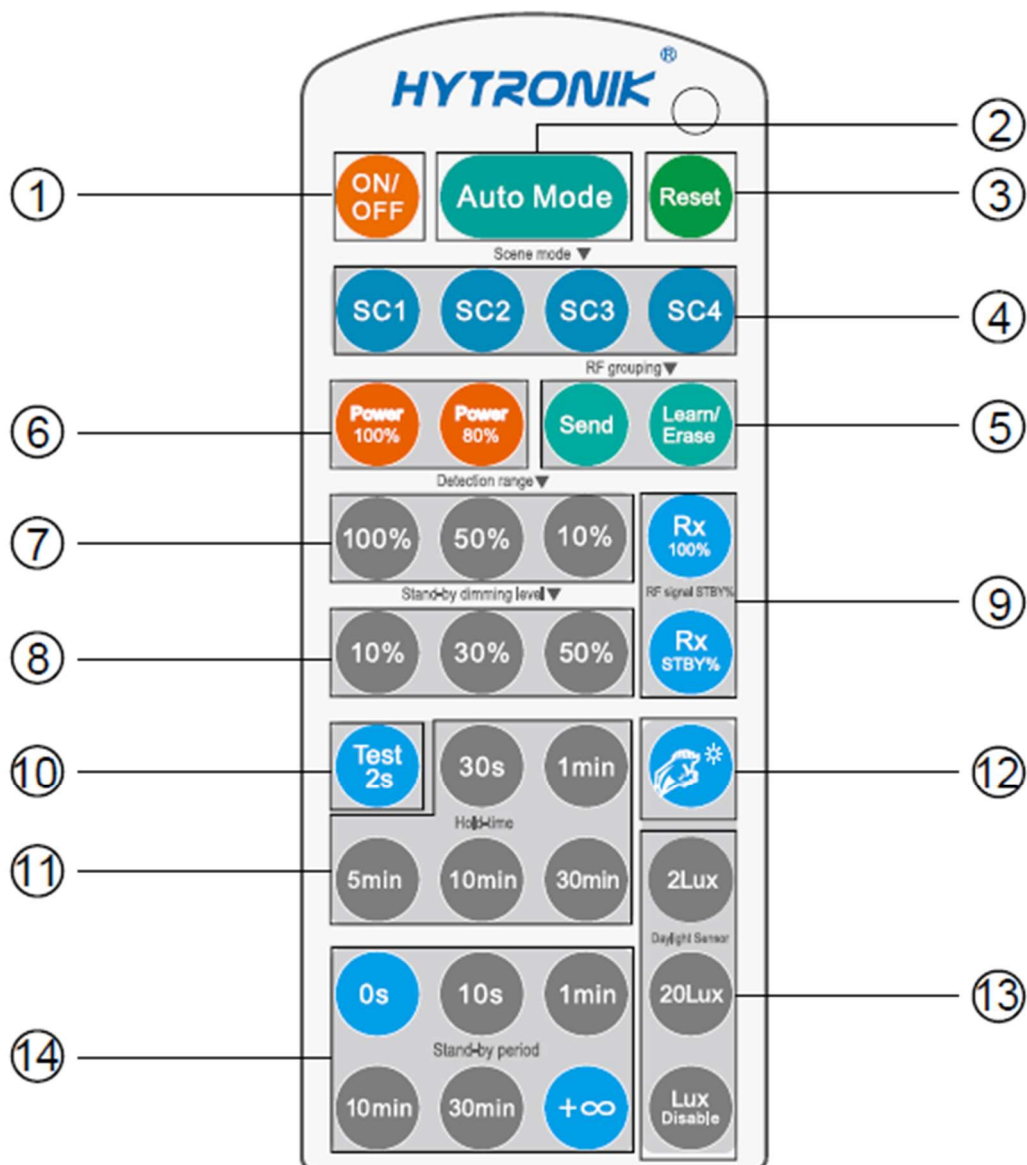 HYTRONIK ®
②
① ON/ OFF Auto Mode Reset ③
Scene mode ▼
SC1 SC2 SC3 SC4 ④
RF grouping ▼
⑥ Power 100% Power 80% Send Learn/ Erase ⑤
Detection range ▼
⑦ 100% 50% 10% Rx 100%
Stand-by dimming level ▼ RF signal STBY% ⑨
⑧ 10% 30% 50% Rx STBY%
⑩ Test 2s 30s 1min ⑫
Hold-time
⑪ 5min 10min 30min 2Lux
Daylight Sensor
0s 10s 1min 20Lux ⑬
⑭ Stand-by period
10min 30min +∞ Lux Disable